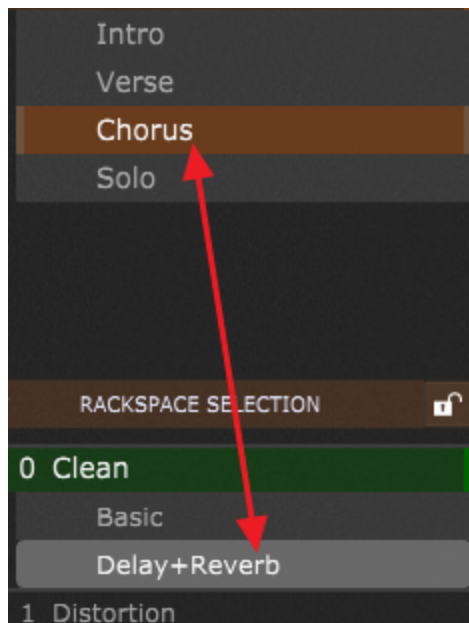 Intro
Verse
Chorus
Solo
RACKSPACE SELECTION
0 Clean
Basic
Delay+Reverb
1 Distortion